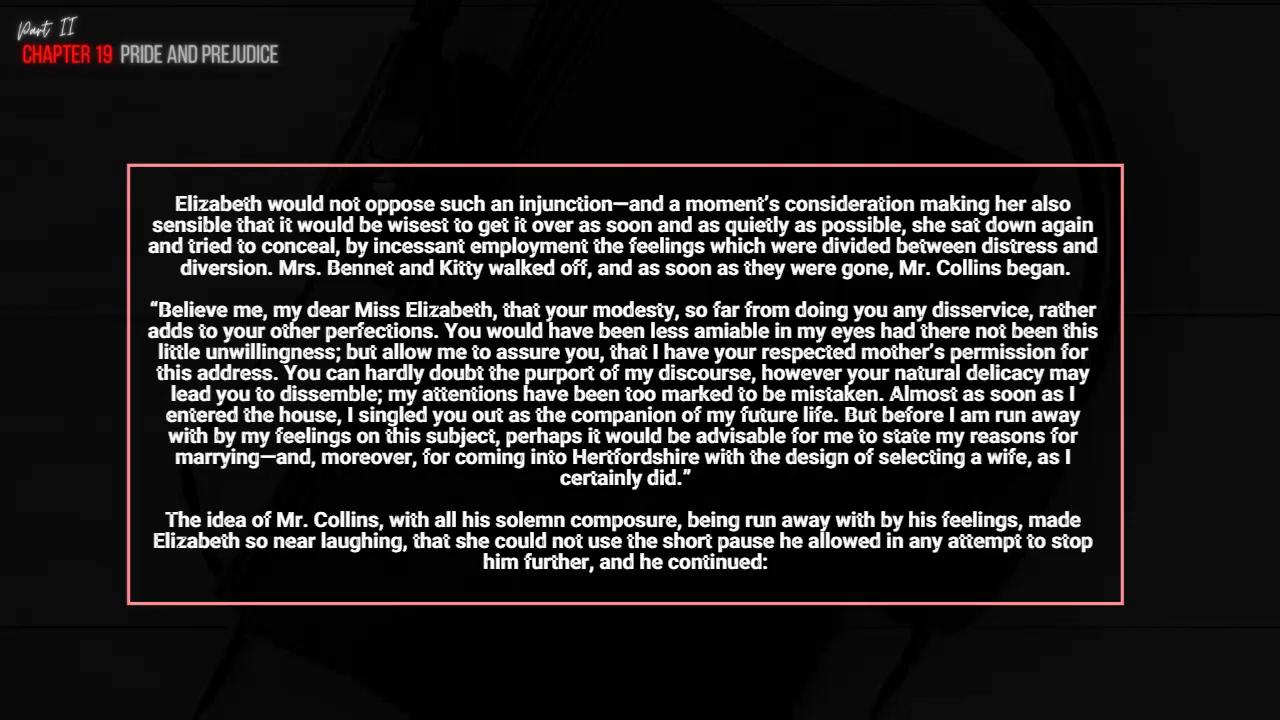 Part II
CHAPTER 19 PRIDE AND PREJUDICE
Elizabeth would not oppose such an injunction—and a moment’s consideration making her also
sensible that it would be wisest to get it over as soon and as quietly as possible, she sat down again
and tried to conceal, by incessant employment the feelings which were divided between distress and
diversion. Mrs. Bennet and Kitty walked off, and as soon as they were gone, Mr. Collins began.
“Believe me, my dear Miss Elizabeth, that your modesty, so far from doing you any disservice, rather
adds to your other perfections. You would have been less amiable in my eyes had there not been this
little unwillingness; but allow me to assure you, that I have your respected mother’s permission for
this address. You can hardly doubt the purport of my discourse, however your natural delicacy may
lead you to dissemble; my attentions have been too marked to be mistaken. Almost as soon as I
entered the house, I singled you out as the companion of my future life. But before I am run away
with by my feelings on this subject, perhaps it would be advisable for me to state my reasons for
marrying—and, moreover, for coming into Hertfordshire with the design of selecting a wife, as I
certainly did.”
The idea of Mr. Collins, with all his solemn composure, being run away with by his feelings, made
Elizabeth so near laughing, that she could not use the short pause he allowed in any attempt to stop
him further, and he continued: